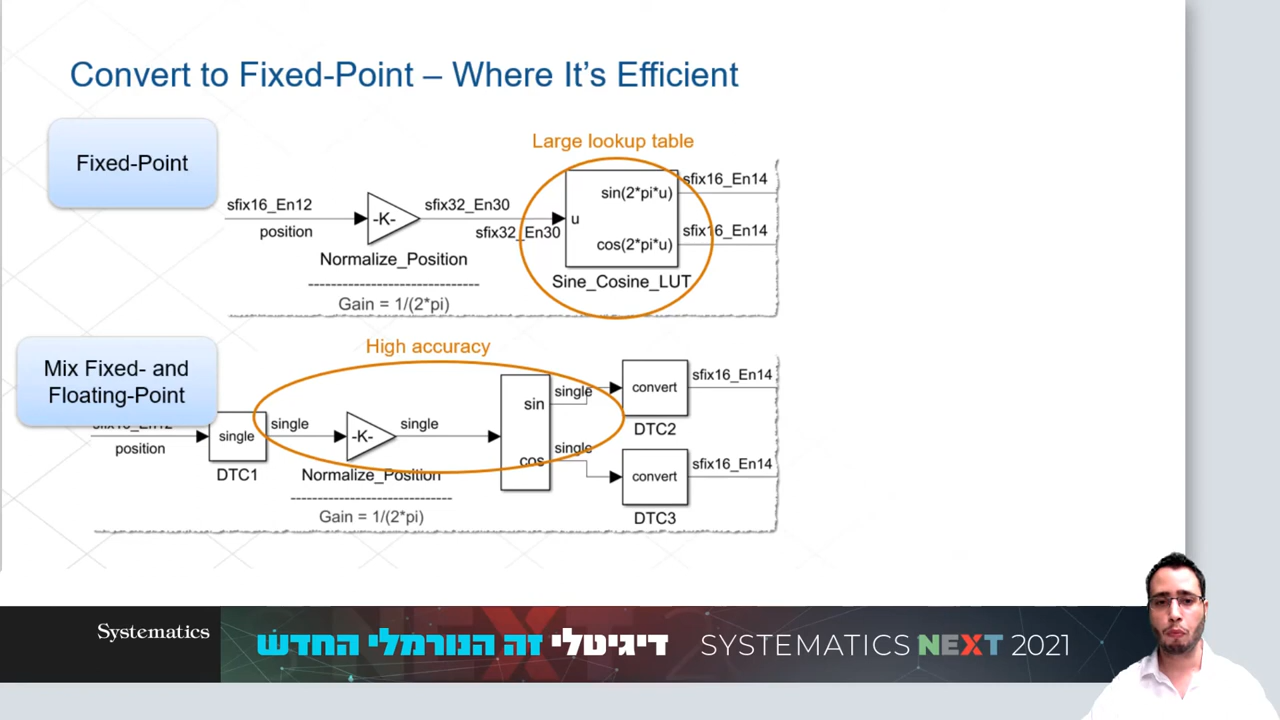 Convert to Fixed-Point – Where It's Efficient
Fixed-Point
Large lookup table
sfix16_En12
position
-K-
Normalize_Position
Gain = 1/(2*pi)
sfix32_En30
sfix32_En30
u
sin(2*pi*u)
cos(2*pi*u)
Sine_Cosine_LUT
sfix16_En14
sfix16_En14
Mix Fixed- and
Floating-Point
High accuracy
sfix16_En12
position
single
DTC1
single
-K-
Normalize_Position
Gain = 1/(2*pi)
single
sin
cos
single
single
convert
DTC2
convert
DTC3
sfix16_En14
sfix16_En14
Systematics
דיגיטלי זה הנורמלי החדש
SYSTEMATICS NEXT 2021